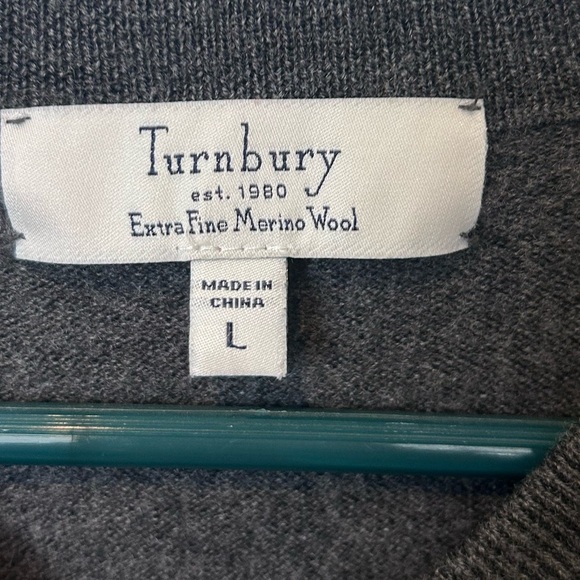 Turnbury
est. 1980
Extra Fine Merino Wool
MADE IN
CHINA
L